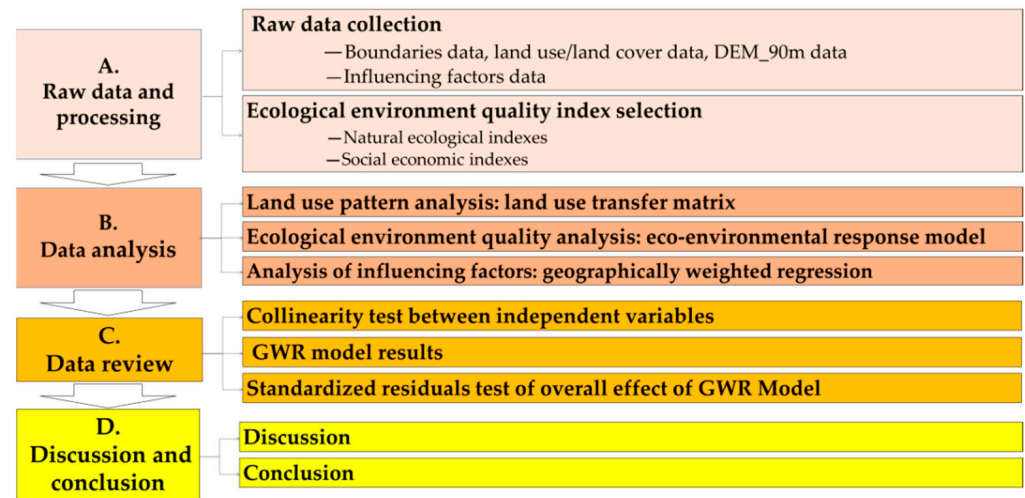 A.
Raw data and
processing
Raw data collection
—Boundaries data, land use/land cover data, DEM_90m data
—Influencing factors data
Ecological environment quality index selection
—Natural ecological indexes
—Social economic indexes
B.
Data analysis
Land use pattern analysis: land use transfer matrix
Ecological environment quality analysis: eco-environmental response model
Analysis of influencing factors: geographically weighted regression
C.
Data review
Collinearity test between independent variables
GWR model results
Standardized residuals test of overall effect of GWR Model
D.
Discussion and
conclusion
Discussion
Conclusion